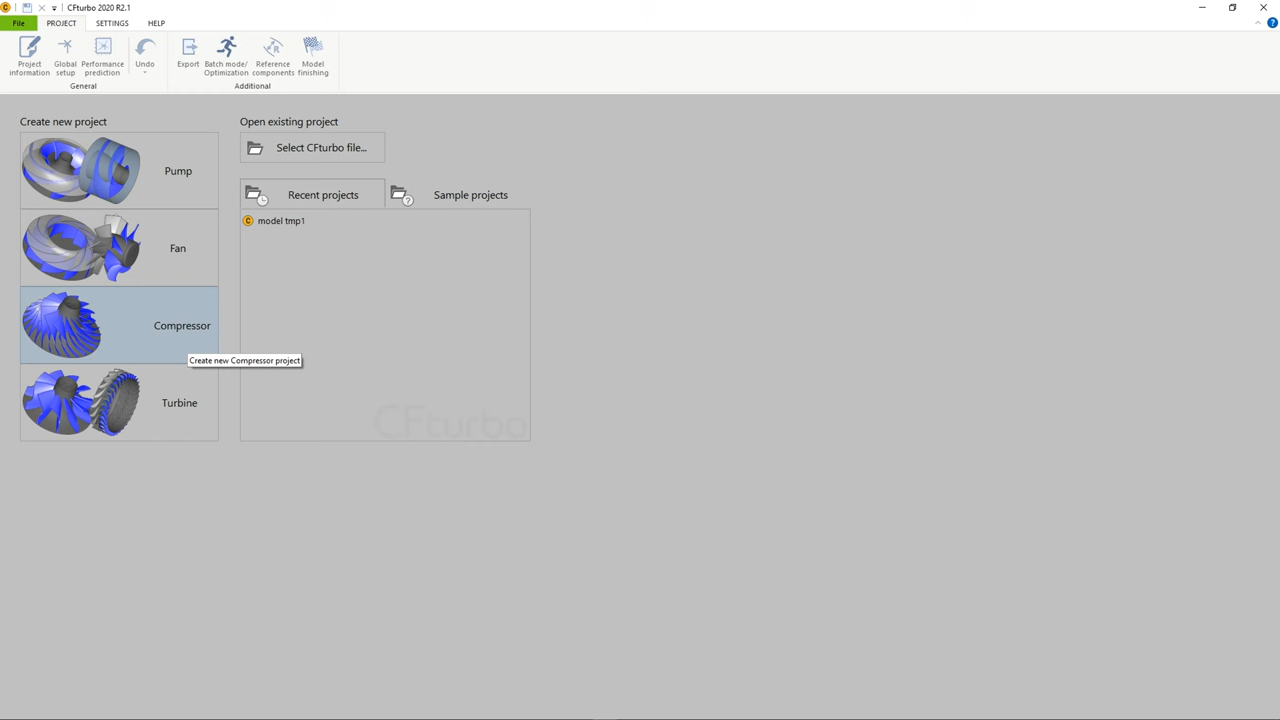 CFturbo 2020 R2.1
File PROJECT SETTINGS HELP
Project information
Global setup
Performance prediction
Undo
Export
Batch mode/ Optimization
Reference components
Model finishing
General
Additional
Create new project
Pump
Fan
Compressor
Create new Compressor project
Turbine
Open existing project
Select CFturbo file...
Recent projects
Sample projects
model tmp1
CFturbo